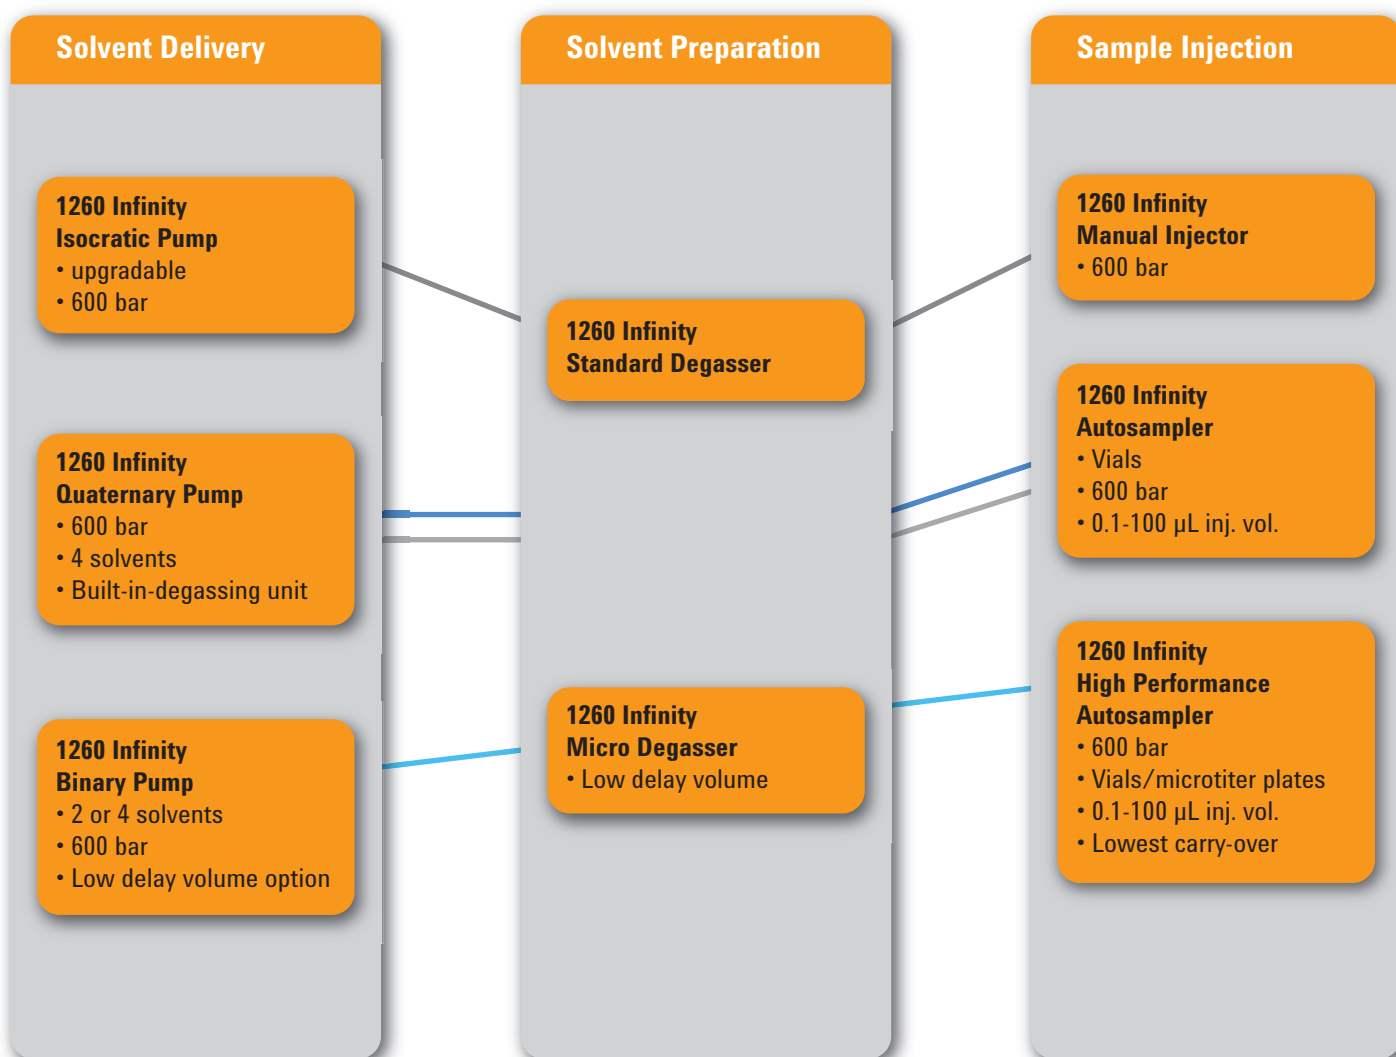 Solvent Delivery
1260 Infinity
Isocratic Pump
• upgradable
• 600 bar
1260 Infinity
Quaternary Pump
• 600 bar
• 4 solvents
• Built-in-degassing unit
1260 Infinity
Binary Pump
• 2 or 4 solvents
• 600 bar
• Low delay volume option
Solvent Preparation
1260 Infinity
Standard Degasser
1260 Infinity
Micro Degasser
• Low delay volume
Sample Injection
1260 Infinity
Manual Injector
• 600 bar
1260 Infinity
Autosampler
• Vials
• 600 bar
• 0.1-100 µL inj. vol.
1260 Infinity
High Performance
Autosampler
• 600 bar
• Vials/microtiter plates
• 0.1-100 µL inj. vol.
• Lowest carry-over